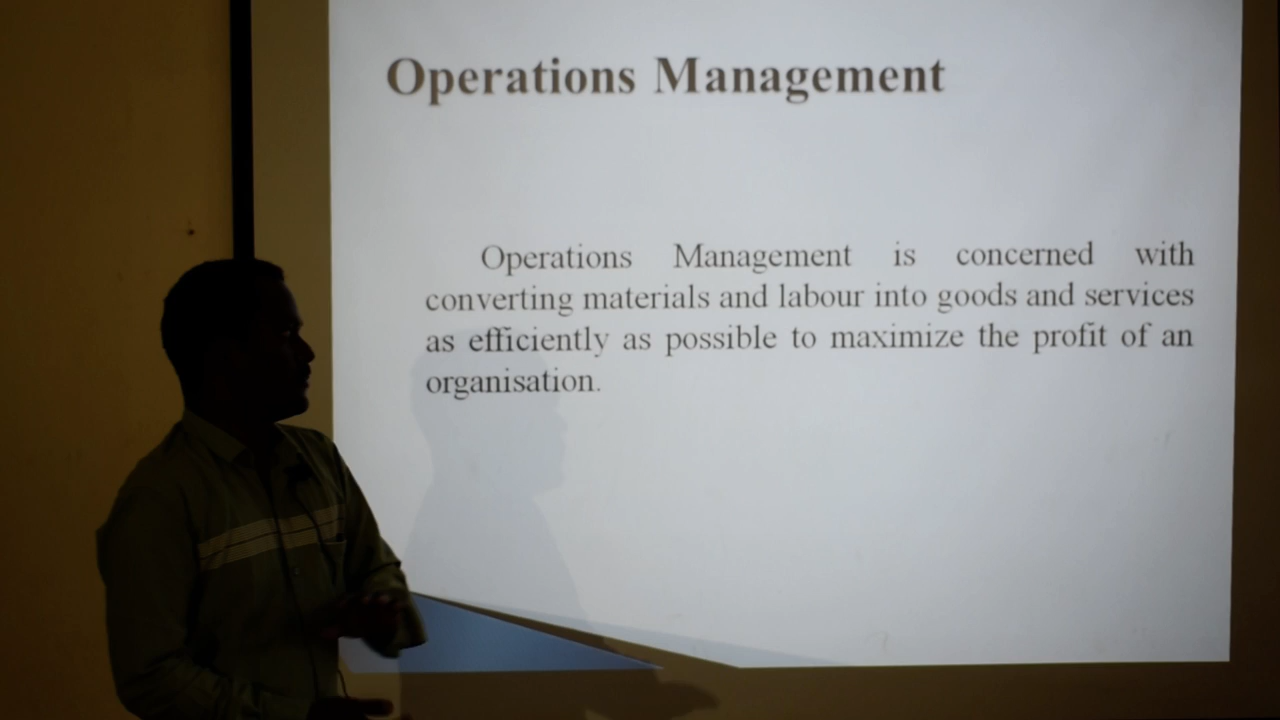 Operations Management
Operations Management is concerned with
converting materials and labour into goods and services
as efficiently as possible to maximize the profit of an
organisation.